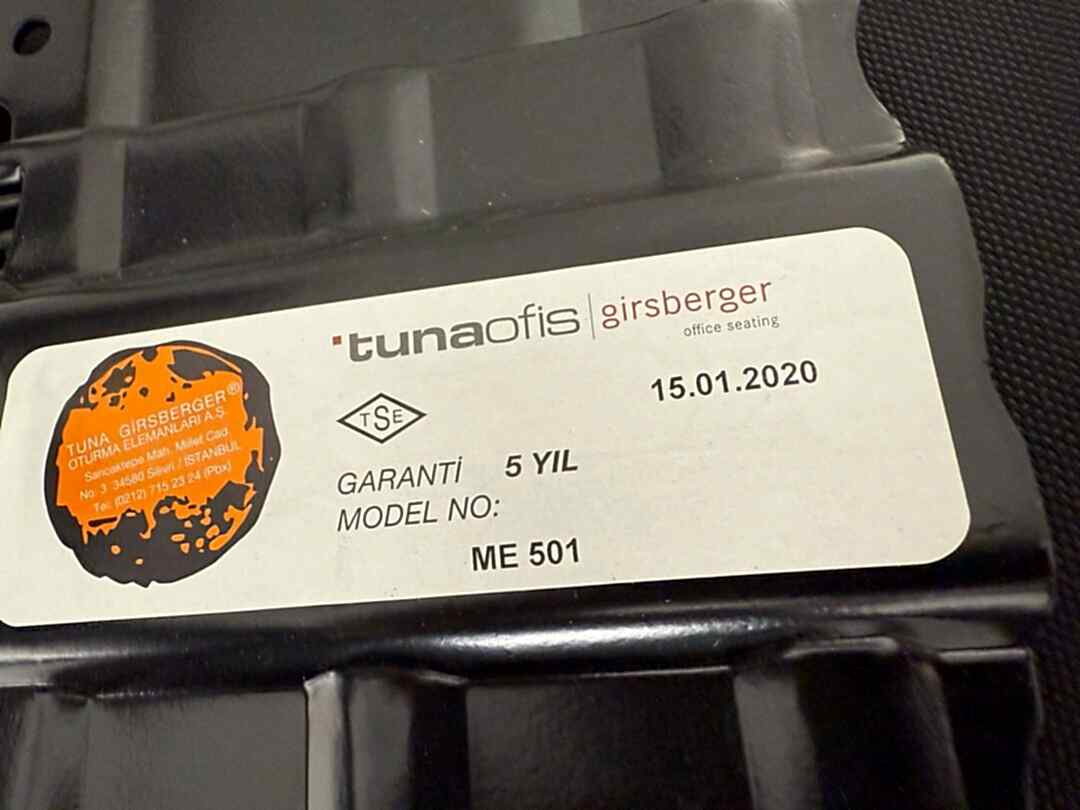 tunaofis girsberger
office seating
15.01.2020
TSE
GARANTİ 5 YIL
MODEL NO:
ME 501
TUNA GİRSBERGER®
OTURMA ELEMANLARI A.Ş.
Sancaktepe Mah. Millet Cad.
No: 3 34580 Silivri / İSTANBUL
Tel: (0212) 715 23 24 (Pbx)